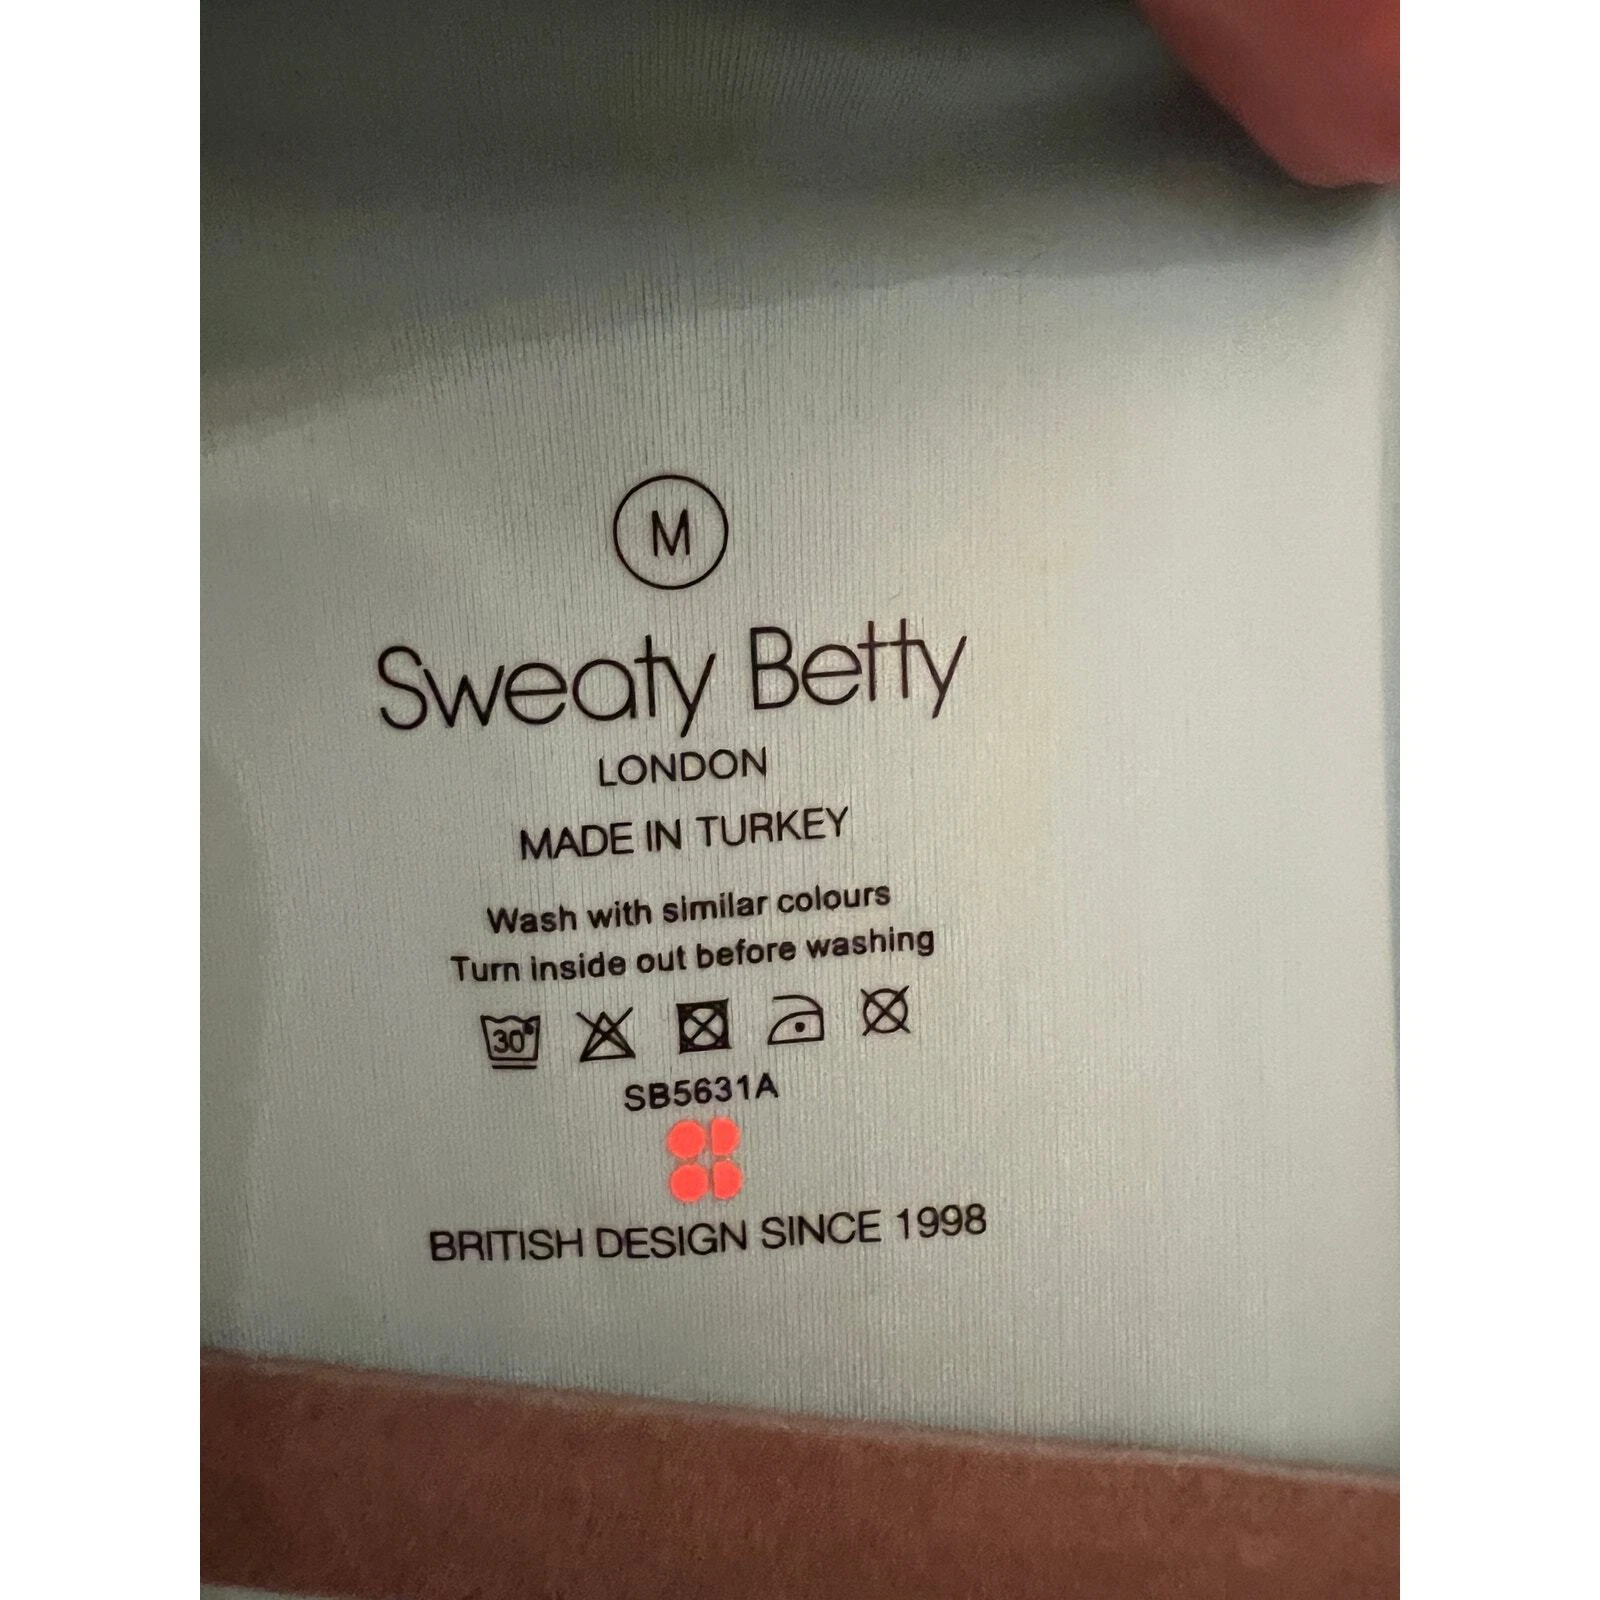 M
Sweaty Betty
LONDON
MADE IN TURKEY
Wash with similar colours
Turn inside out before washing
30°
SB5631A
BRITISH DESIGN SINCE 1998